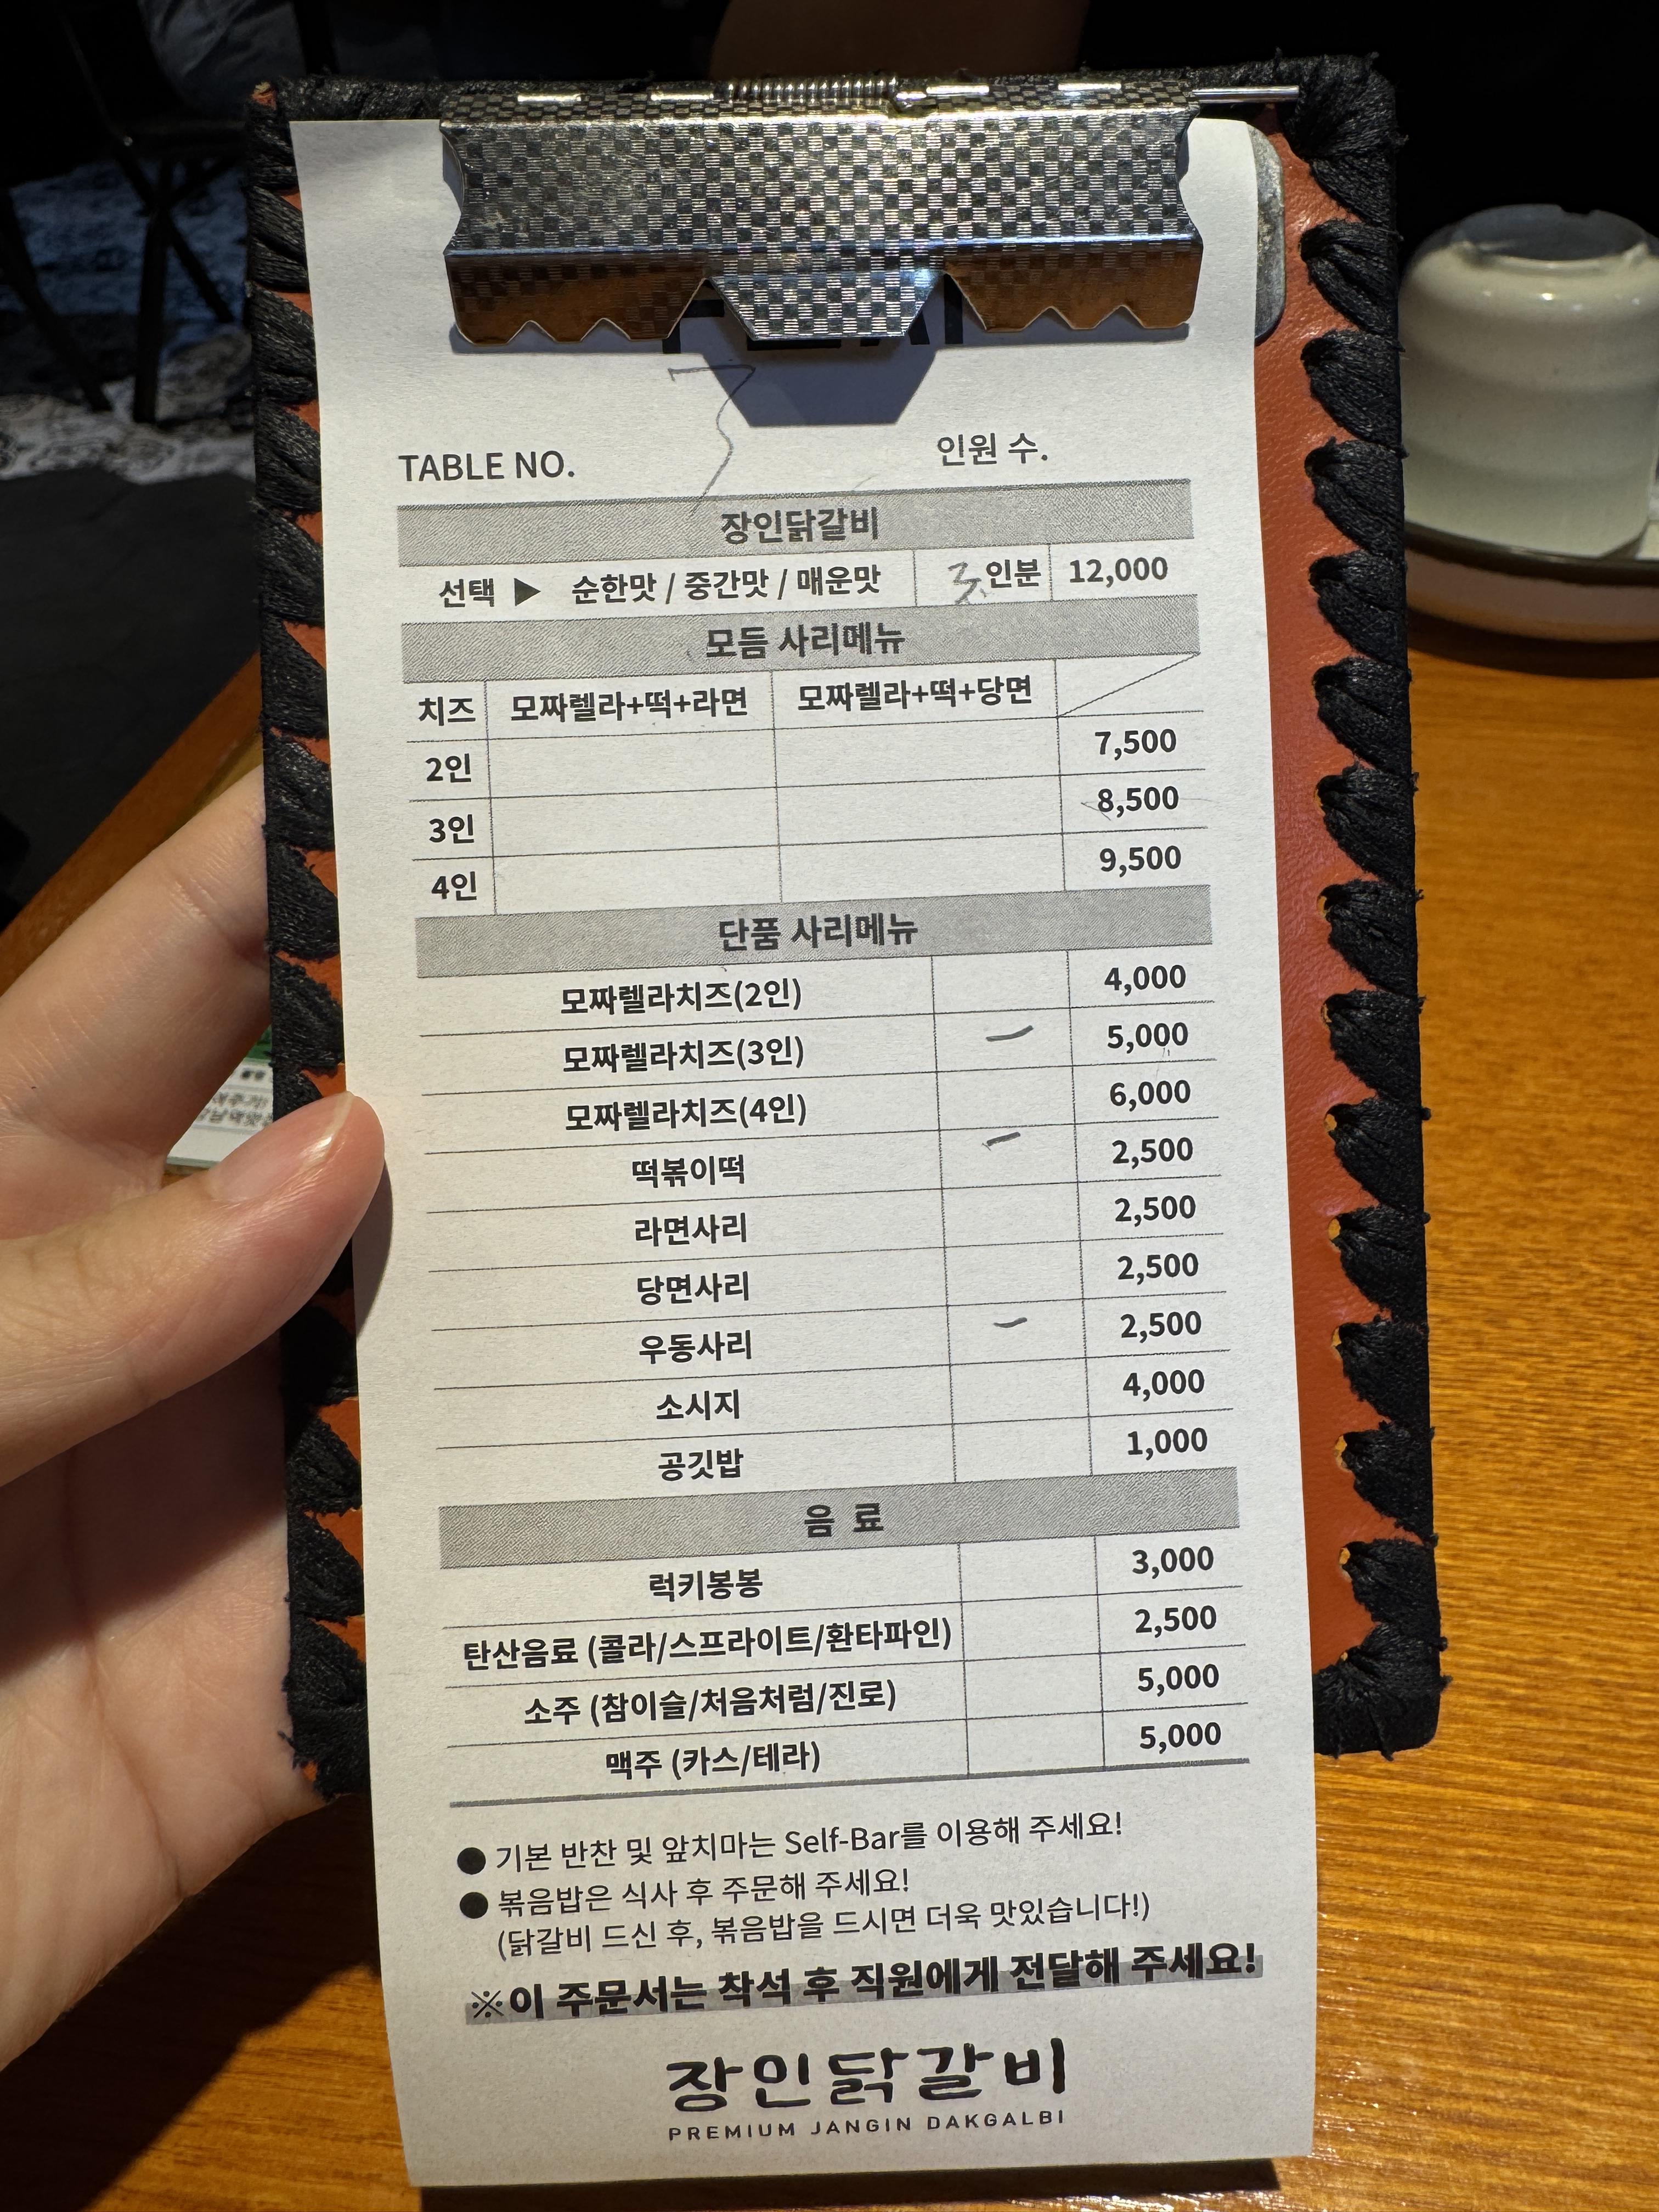 TABLE NO. 인원 수.
장인닭갈비
선택 ▶ 순한맛 / 중간맛 / 매운맛 3 인분 12,000
모듬 사리메뉴
치즈 모짜렐라+떡+라면 모짜렐라+떡+당면
2인 7,500
3인 8,500
4인 9,500
단품 사리메뉴
모짜렐라치즈(2인) 4,000
모짜렐라치즈(3인) 5,000
모짜렐라치즈(4인) 6,000
떡볶이떡 2,500
라면사리 2,500
당면사리 2,500
우동사리 2,500
소시지 4,000
공깃밥 1,000
음 료
럭키봉봉 3,000
탄산음료 (콜라/스프라이트/환타파인) 2,500
소주 (참이슬/처음처럼/진로) 5,000
맥주 (카스/테라) 5,000
● 기본 반찬 및 앞치마는 Self-Bar를 이용해 주세요!
● 볶음밥은 식사 후 주문해 주세요!
(닭갈비 드신 후, 볶음밥을 드시면 더욱 맛있습니다!)
※이 주문서는 착석 후 직원에게 전달해 주세요!
장인닭갈비
PREMIUM JANGIN DAKGALBI